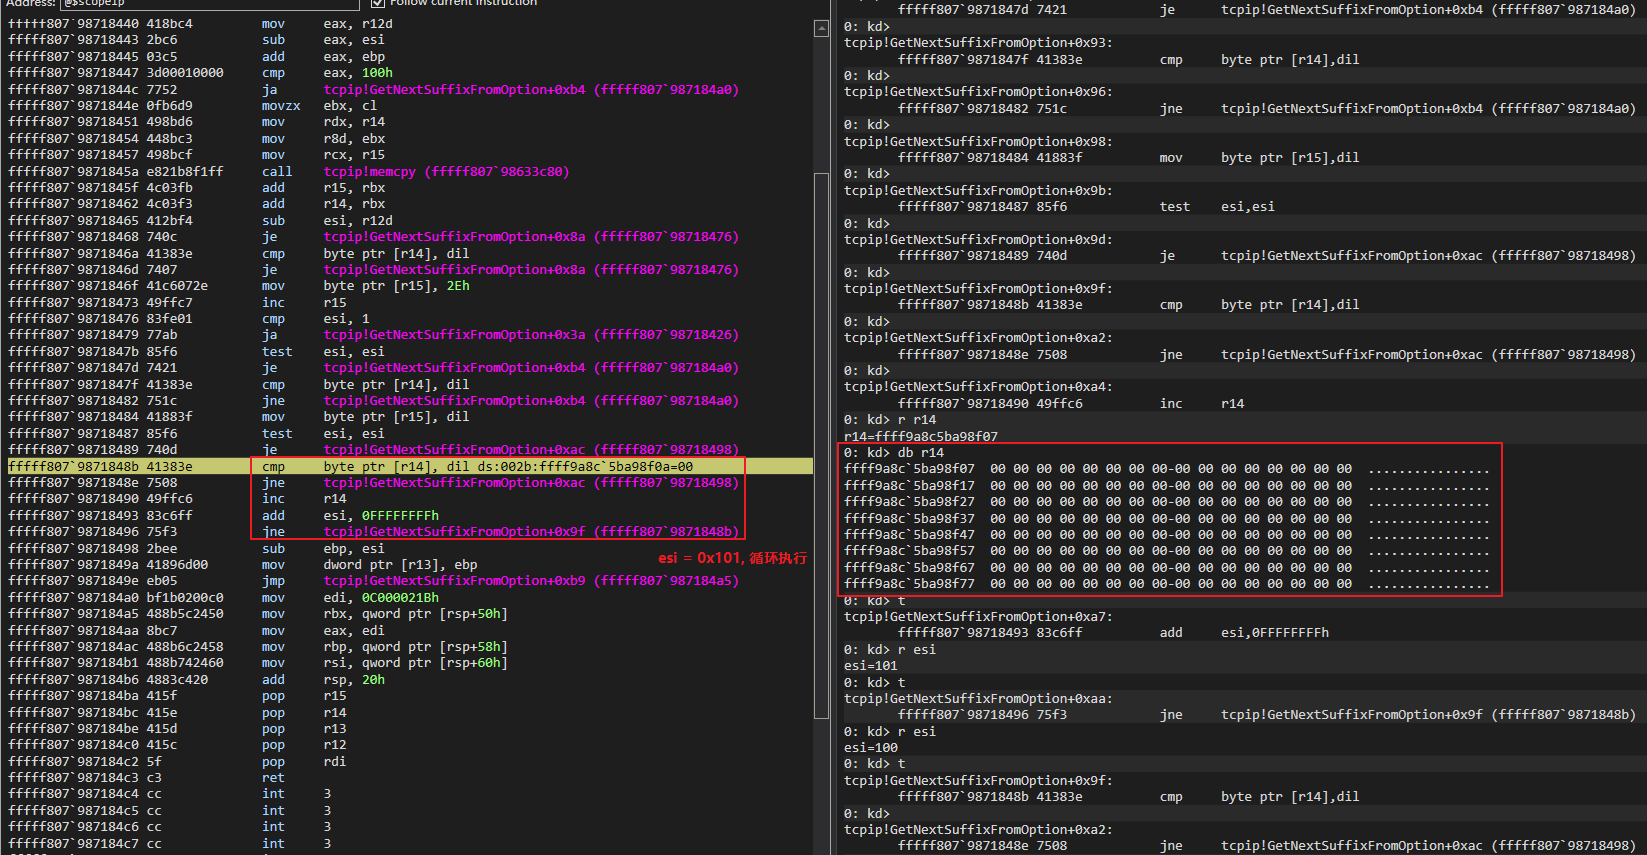 Address: @$scopeip Follow current instruction
fffff807`98718440 418bc4 mov eax, r12d
fffff807`98718443 2bc6 sub eax, esi
fffff807`98718445 03c5 add eax, ebp
fffff807`98718447 3d00010000 cmp eax, 100h
fffff807`9871844c 7752 ja tcpip!GetNextSuffixFromOption+0xb4 (fffff807`987184a0)
fffff807`9871844e 0fb6d9 movzx ebx, cl
fffff807`98718451 498bd6 mov rdx, r14
fffff807`98718454 448bc3 mov r8d, ebx
fffff807`98718457 498bcf mov rcx, r15
fffff807`9871845a e821b8f1ff call tcpip!memcpy (fffff807`98633c80)
fffff807`9871845f 4c03fb add r15, rbx
fffff807`98718462 4c03f3 add r14, rbx
fffff807`98718465 412bf4 sub esi, r12d
fffff807`98718468 740c je tcpip!GetNextSuffixFromOption+0x8a (fffff807`98718476)
fffff807`9871846a 41383e cmp byte ptr [r14], dil
fffff807`9871846d 7407 je tcpip!GetNextSuffixFromOption+0x8a (fffff807`98718476)
fffff807`9871846f 41c6072e mov byte ptr [r15], 2Eh
fffff807`98718473 49ffc7 inc r15
fffff807`98718476 83fe01 cmp esi, 1
fffff807`98718479 77ab ja tcpip!GetNextSuffixFromOption+0x3a (fffff807`98718426)
fffff807`9871847b 85f6 test esi, esi
fffff807`9871847d 7421 je tcpip!GetNextSuffixFromOption+0xb4 (fffff807`987184a0)
fffff807`9871847f 41383e cmp byte ptr [r14], dil
fffff807`98718482 751c jne tcpip!GetNextSuffixFromOption+0xb4 (fffff807`987184a0)
fffff807`98718484 41883f mov byte ptr [r15], dil
fffff807`98718487 85f6 test esi, esi
fffff807`98718489 740d je tcpip!GetNextSuffixFromOption+0xac (fffff807`98718498)
fffff807`9871848b 41383e cmp byte ptr [r14], dil ds:002b:ffff9a8c`5ba98f0a=00
fffff807`9871848e 7508 jne tcpip!GetNextSuffixFromOption+0xac (fffff807`98718498)
fffff807`98718490 49ffc6 inc r14
fffff807`98718493 83c6ff add esi, 0FFFFFFFFh
fffff807`98718496 75f3 jne tcpip!GetNextSuffixFromOption+0x9f (fffff807`9871848b)
fffff807`98718498 2bee sub ebp, esi
esi = 0x101, 循环执行
fffff807`9871849a 41896d00 mov dword ptr [r13], ebp
fffff807`9871849e eb05 jmp tcpip!GetNextSuffixFromOption+0xb9 (fffff807`987184a5)
fffff807`987184a0 bf1b0200c0 mov edi, 0C000021Bh
fffff807`987184a5 488b5c2450 mov rbx, qword ptr [rsp+50h]
fffff807`987184aa 8bc7 mov eax, edi
fffff807`987184ac 488b6c2458 mov rbp, qword ptr [rsp+58h]
fffff807`987184b1 488b742460 mov rsi, qword ptr [rsp+60h]
fffff807`987184b6 4883c420 add rsp, 20h
fffff807`987184ba 415f pop r15
fffff807`987184bc 415e pop r14
fffff807`987184be 415d pop r13
fffff807`987184c0 415c pop r12
fffff807`987184c2 5f pop rdi
fffff807`987184c3 c3 ret
fffff807`987184c4 cc int 3
fffff807`987184c5 cc int 3
fffff807`987184c6 cc int 3
fffff807`987184c7 cc int 3
fffff807`9871847d 7421 je tcpip!GetNextSuffixFromOption+0xb4 (fffff807`987184a0)
0: kd>
tcpip!GetNextSuffixFromOption+0x93:
fffff807`9871847f 41383e cmp byte ptr [r14],dil
0: kd>
tcpip!GetNextSuffixFromOption+0x96:
fffff807`98718482 751c jne tcpip!GetNextSuffixFromOption+0xb4 (fffff807`987184a0)
0: kd>
tcpip!GetNextSuffixFromOption+0x98:
fffff807`98718484 41883f mov byte ptr [r15],dil
0: kd>
tcpip!GetNextSuffixFromOption+0x9b:
fffff807`98718487 85f6 test esi,esi
0: kd>
tcpip!GetNextSuffixFromOption+0x9d:
fffff807`98718489 740d je tcpip!GetNextSuffixFromOption+0xac (fffff807`98718498)
0: kd>
tcpip!GetNextSuffixFromOption+0x9f:
fffff807`9871848b 41383e cmp byte ptr [r14],dil
0: kd>
tcpip!GetNextSuffixFromOption+0xa2:
fffff807`9871848e 7508 jne tcpip!GetNextSuffixFromOption+0xac (fffff807`98718498)
0: kd>
tcpip!GetNextSuffixFromOption+0xa4:
fffff807`98718490 49ffc6 inc r14
0: kd> r r14
r14=ffff9a8c5ba98f07
0: kd> db r14
ffff9a8c`5ba98f07 00 00 00 00 00 00 00 00-00 00 00 00 00 00 00 00 ................
ffff9a8c`5ba98f17 00 00 00 00 00 00 00 00-00 00 00 00 00 00 00 00 ................
ffff9a8c`5ba98f27 00 00 00 00 00 00 00 00-00 00 00 00 00 00 00 00 ................
ffff9a8c`5ba98f37 00 00 00 00 00 00 00 00-00 00 00 00 00 00 00 00 ................
ffff9a8c`5ba98f47 00 00 00 00 00 00 00 00-00 00 00 00 00 00 00 00 ................
ffff9a8c`5ba98f57 00 00 00 00 00 00 00 00-00 00 00 00 00 00 00 00 ................
ffff9a8c`5ba98f67 00 00 00 00 00 00 00 00-00 00 00 00 00 00 00 00 ................
ffff9a8c`5ba98f77 00 00 00 00 00 00 00 00-00 00 00 00 00 00 00 00 ................
0: kd> t
tcpip!GetNextSuffixFromOption+0xa7:
fffff807`98718493 83c6ff add esi,0FFFFFFFFh
0: kd> r esi
esi=101
0: kd> t
tcpip!GetNextSuffixFromOption+0xaa:
fffff807`98718496 75f3 jne tcpip!GetNextSuffixFromOption+0x9f (fffff807`9871848b)
0: kd> r esi
esi=100
0: kd> t
tcpip!GetNextSuffixFromOption+0x9f:
fffff807`9871848b 41383e cmp byte ptr [r14],dil
0: kd>
tcpip!GetNextSuffixFromOption+0xa2:
fffff807`9871848e 7508 jne tcpip!GetNextSuffixFromOption+0xac (fffff807`98718498)